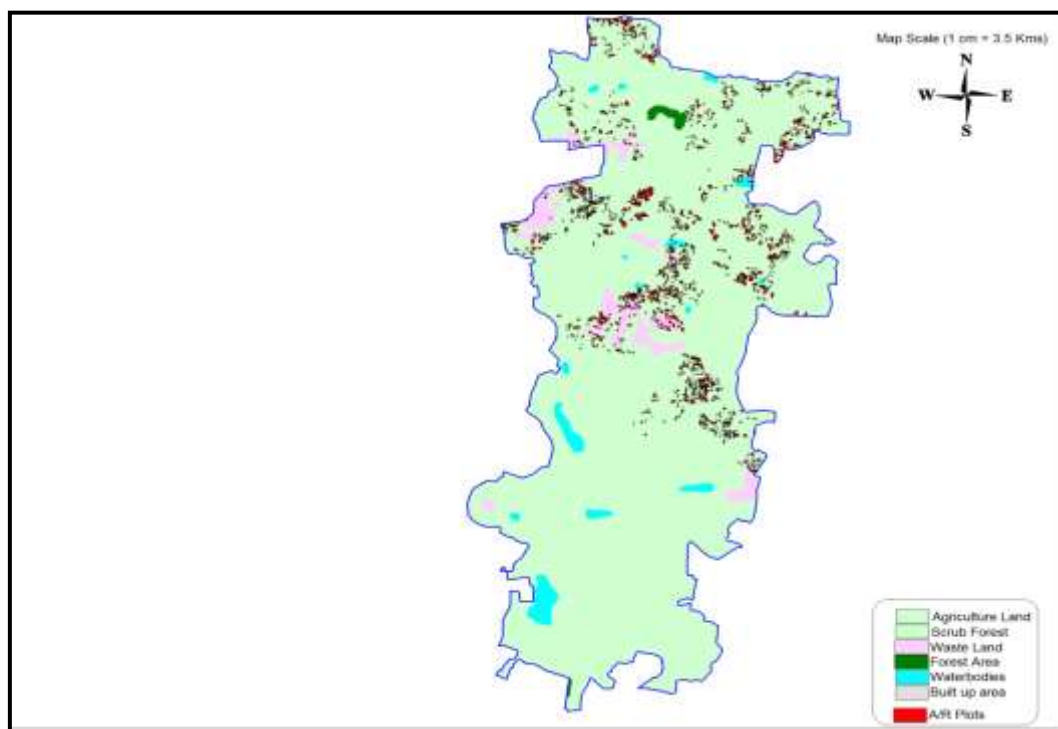 Map Scale (1 cm = 3.5 Kms)
N
W E
S
Agriculture Land
Scrub Forest
Waste Land
Forest Area
Waterbodies
Built up area
A/R Plots